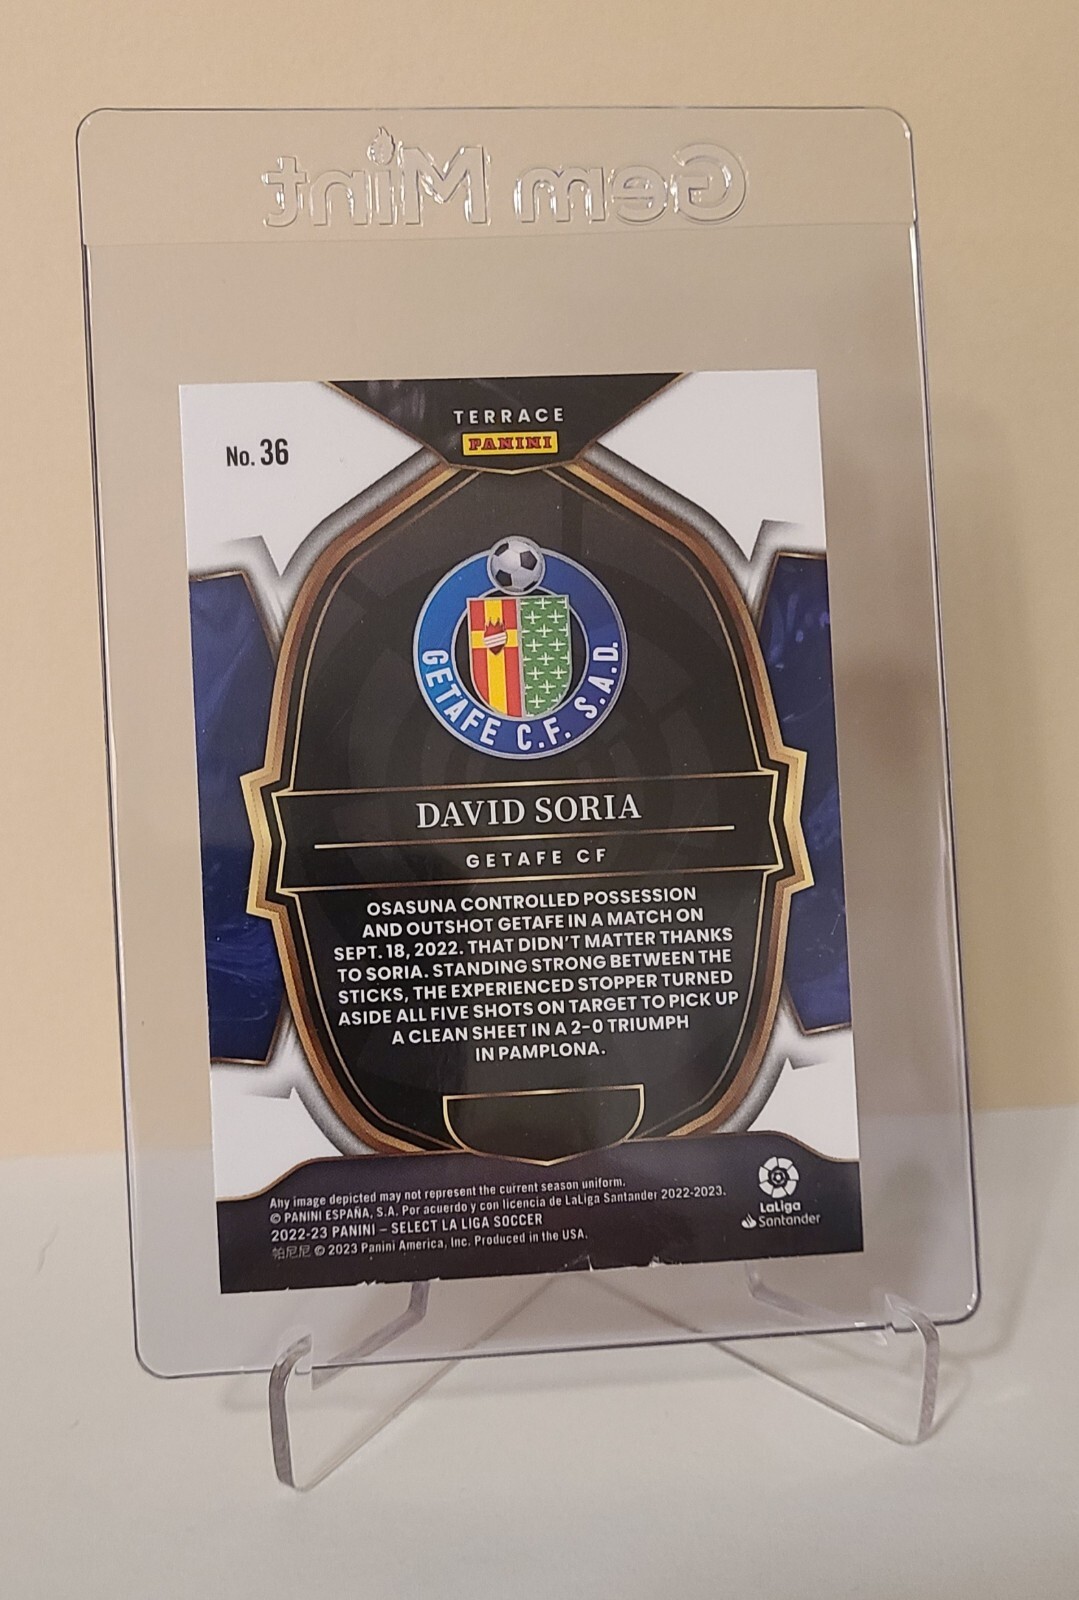 Gem Mint
TERRACE
PANINI
No. 36
GETAFE C.F. S.A.D.
DAVID SORIA
GETAFE CF
OSASUNA CONTROLLED POSSESSION
AND OUTSHOT GETAFE IN A MATCH ON
SEPT. 18, 2022. THAT DIDN'T MATTER THANKS
TO SORIA. STANDING STRONG BETWEEN THE
STICKS, THE EXPERIENCED STOPPER TURNED
ASIDE ALL FIVE SHOTS ON TARGET TO PICK UP
A CLEAN SHEET IN A 2-0 TRIUMPH
IN PAMPLONA.
Any image depicted may not represent the current season uniform.
© PANINI ESPAÑA, S.A. Por acuerdo y con licencia de LaLiga Santander 2022-2023.
2022-23 PANINI – SELECT LA LIGA SOCCER
帕尼尼 © 2023 Panini America, Inc. Produced in the USA.
LaLiga
Santander